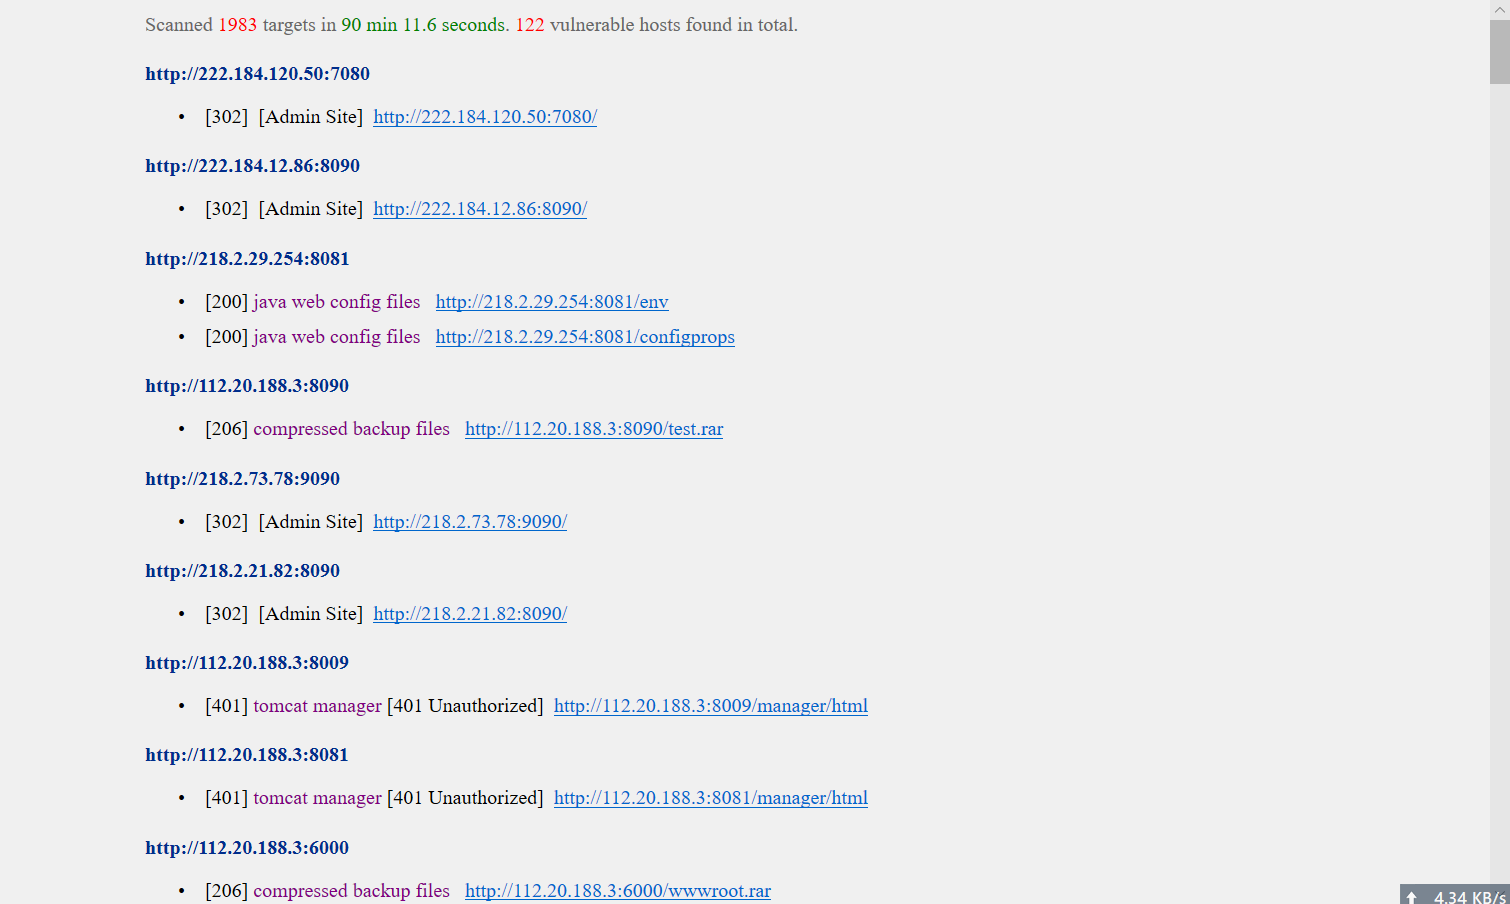 Scanned 1983 targets in 90 min 11.6 seconds. 122 vulnerable hosts found in total.
http://222.184.120.50:7080
• [302] [Admin Site] http://222.184.120.50:7080/
http://222.184.12.86:8090
• [302] [Admin Site] http://222.184.12.86:8090/
http://218.2.29.254:8081
• [200] java web config files http://218.2.29.254:8081/env
• [200] java web config files http://218.2.29.254:8081/configprops
http://112.20.188.3:8090
• [206] compressed backup files http://112.20.188.3:8090/test.rar
http://218.2.73.78:9090
• [302] [Admin Site] http://218.2.73.78:9090/
http://218.2.21.82:8090
• [302] [Admin Site] http://218.2.21.82:8090/
http://112.20.188.3:8009
• [401] tomcat manager [401 Unauthorized] http://112.20.188.3:8009/manager/html
http://112.20.188.3:8081
• [401] tomcat manager [401 Unauthorized] http://112.20.188.3:8081/manager/html
http://112.20.188.3:6000
• [206] compressed backup files http://112.20.188.3:6000/wwwroot.rar
4.34 KB/s